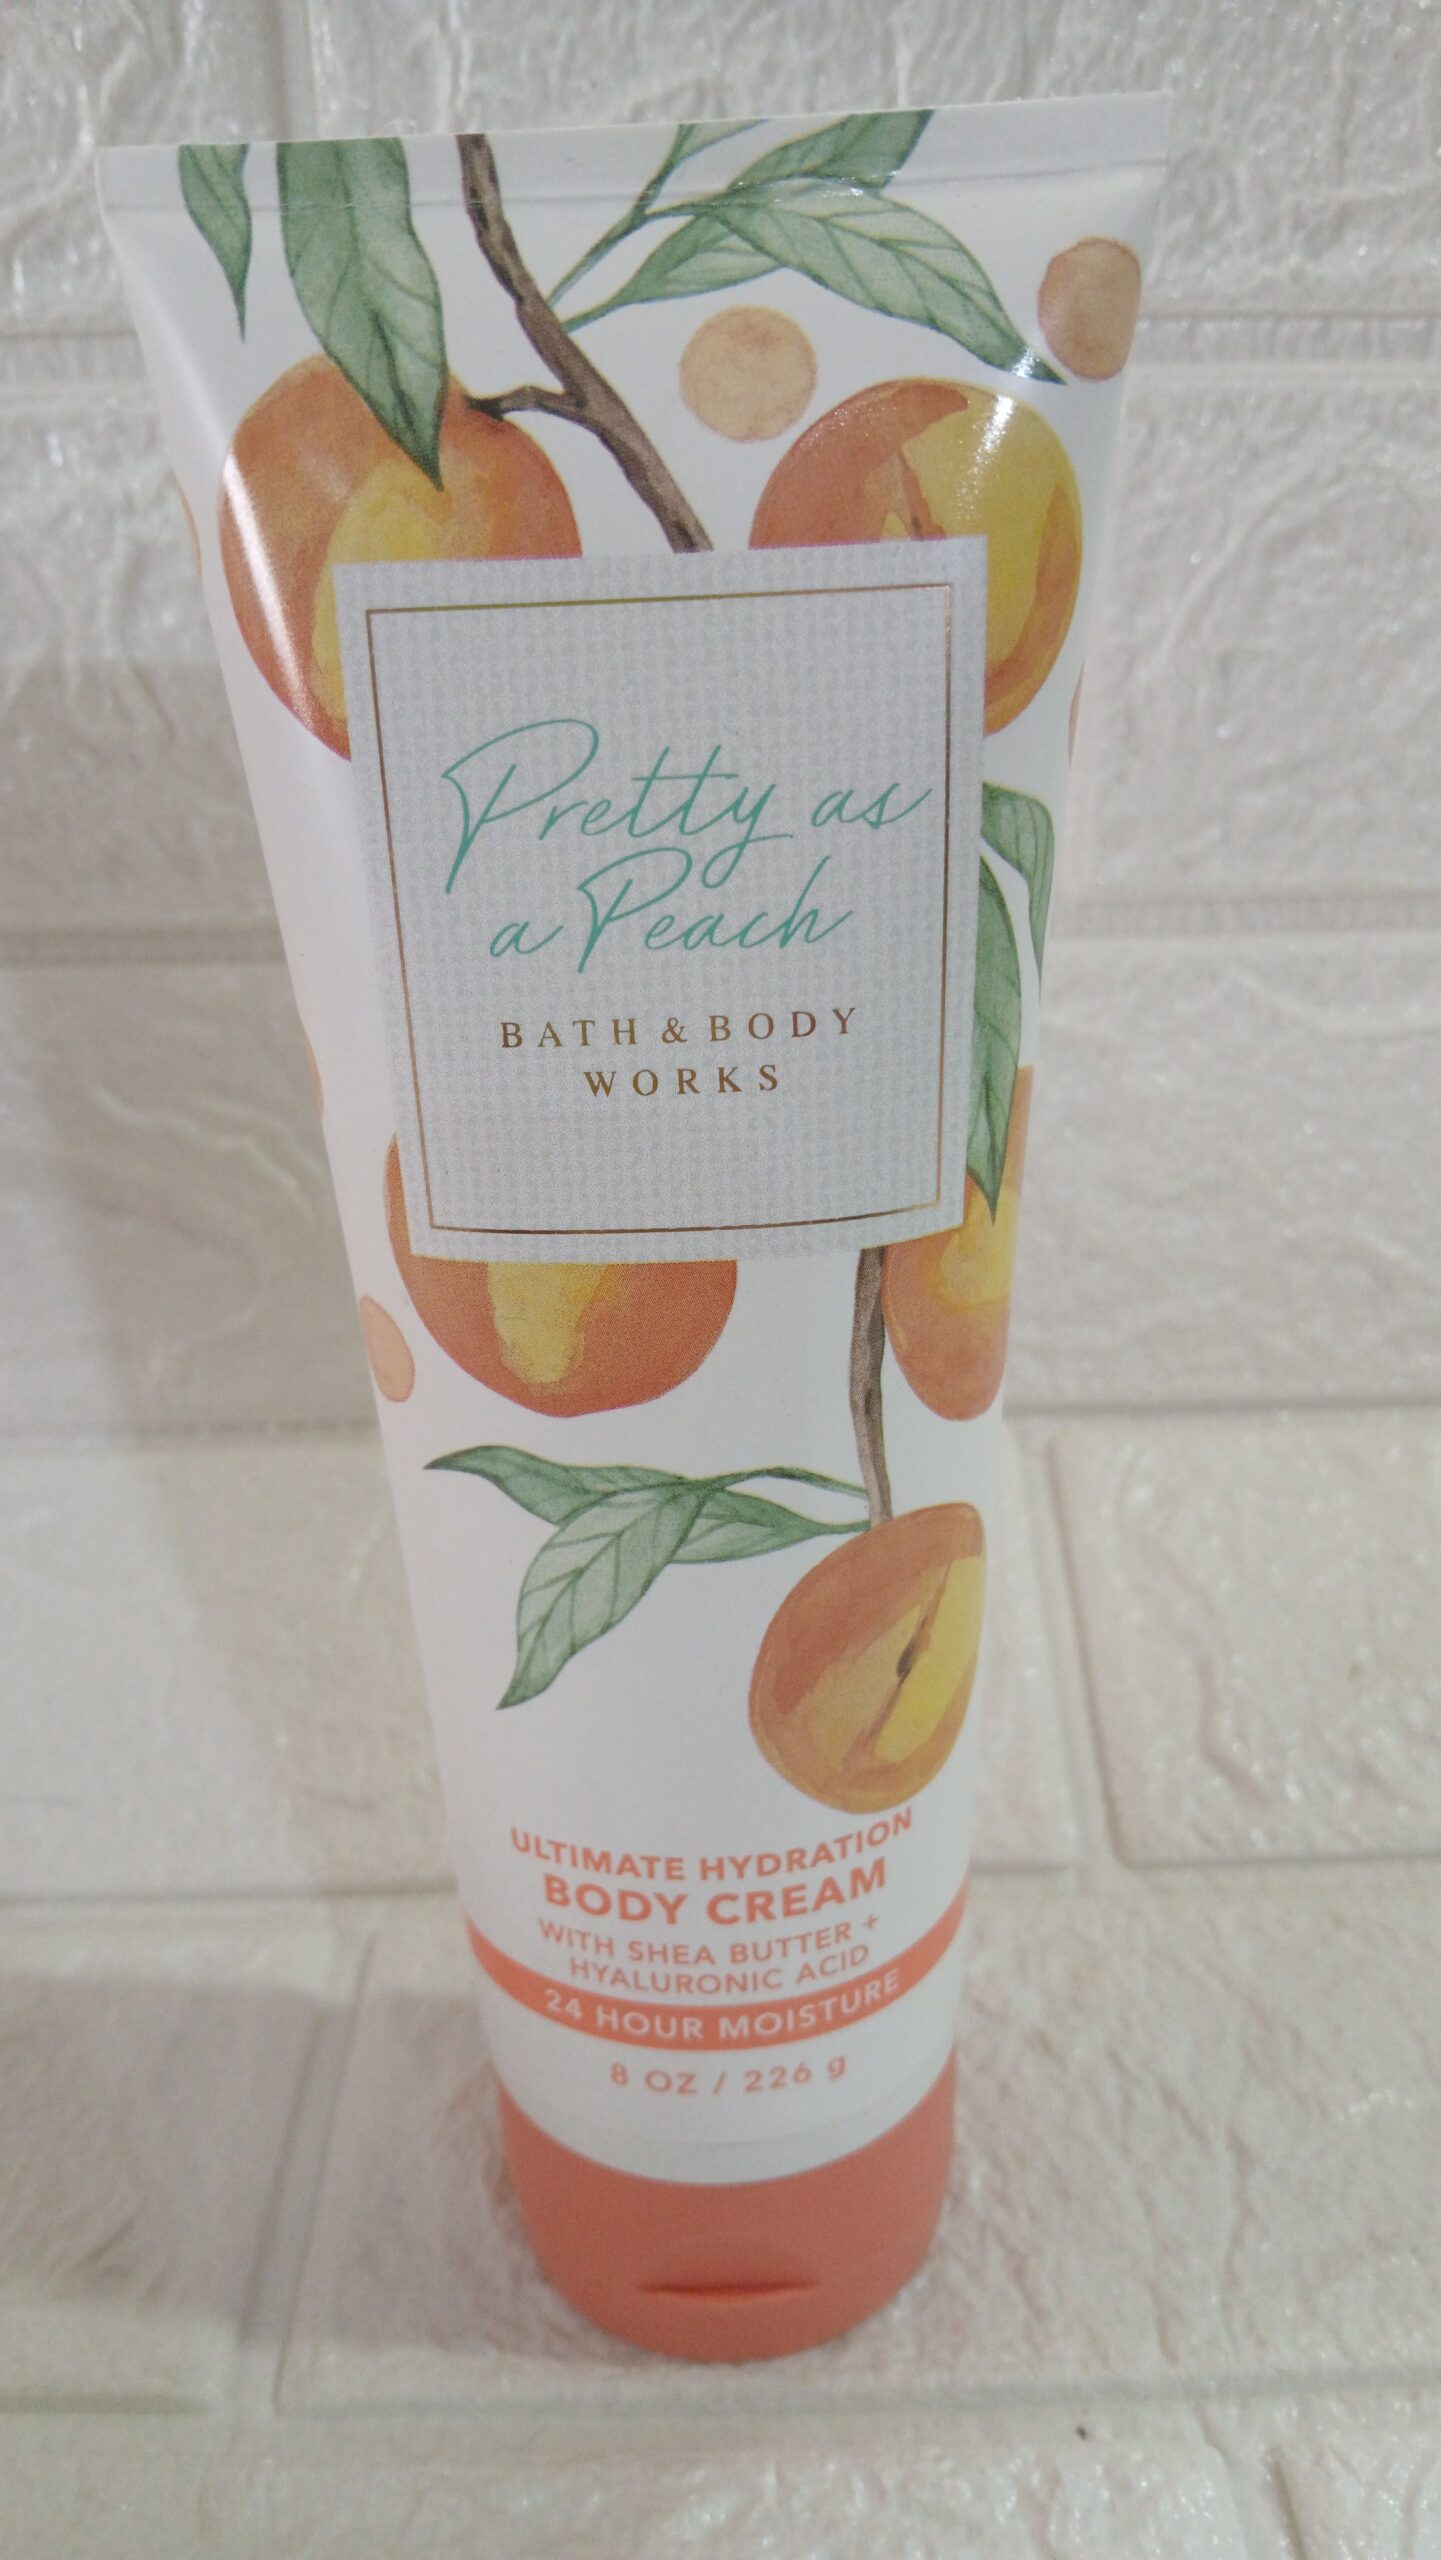 Pretty as
a Peach
BATH & BODY
WORKS
ULTIMATE HYDRATION
BODY CREAM
WITH SHEA BUTTER +
HYALURONIC ACID
24 HOUR MOISTURE
8 OZ / 226 g